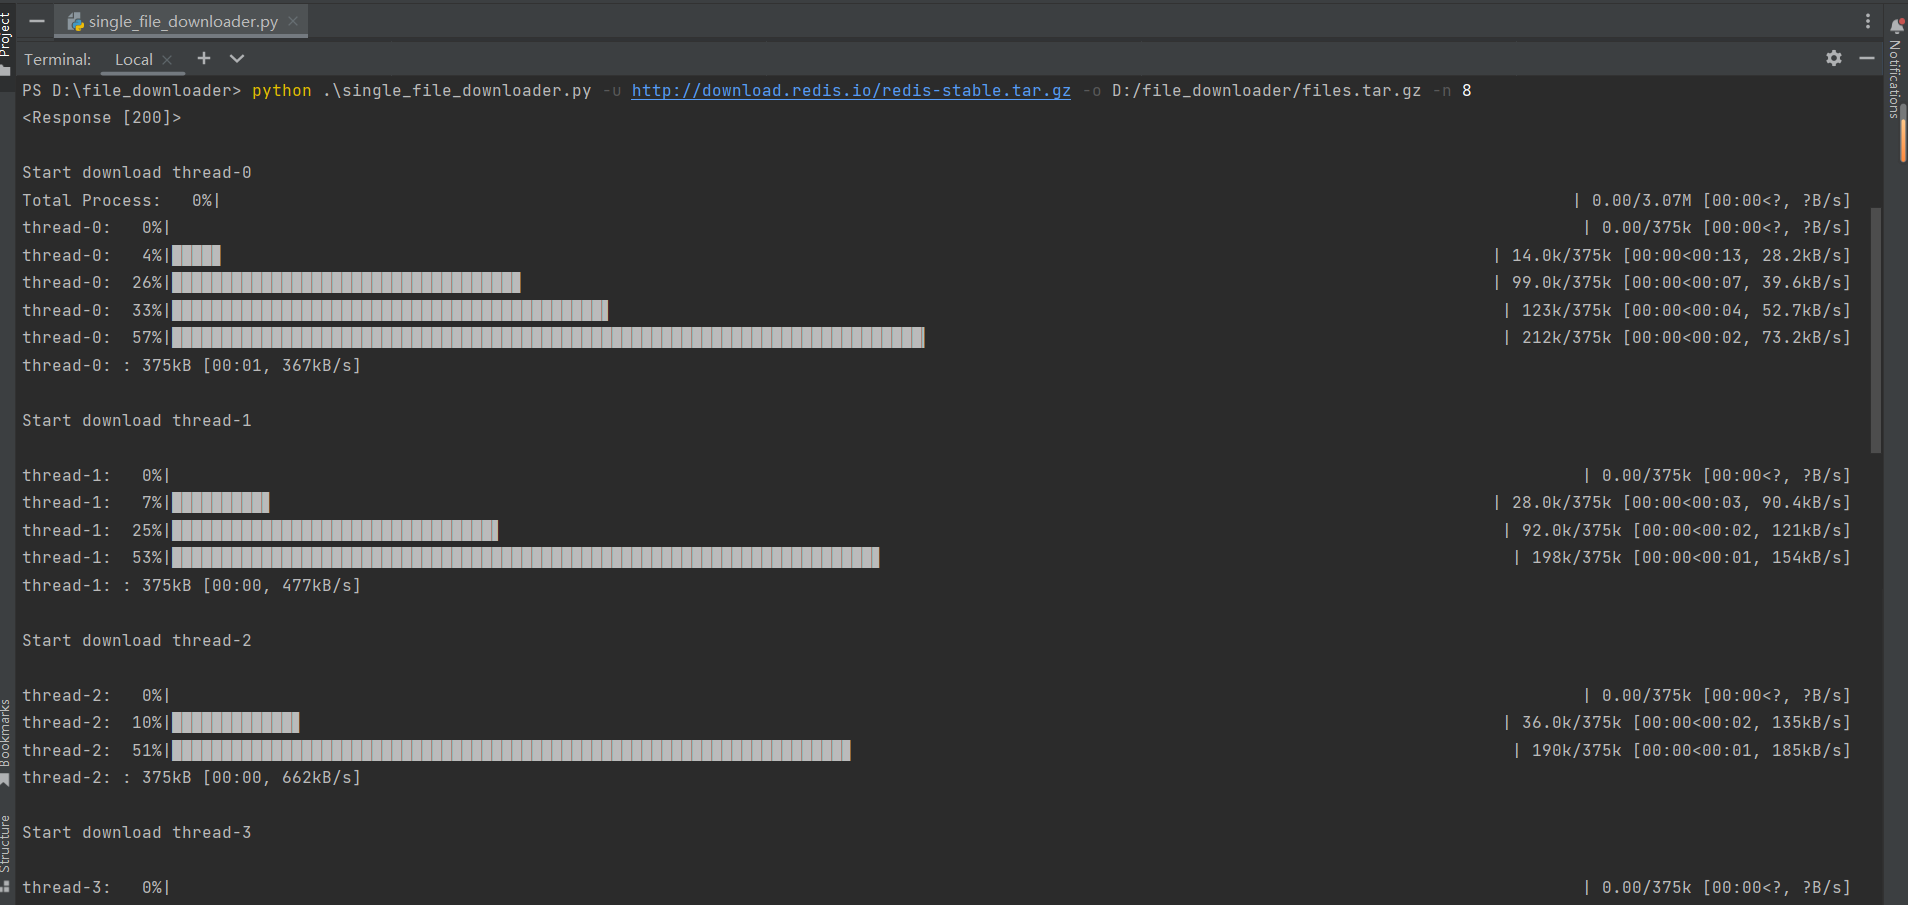 Project
single_file_downloader.py
Terminal: Local
Notifications
PS D:\file_downloader> python .\single_file_downloader.py -u http://download.redis.io/redis-stable.tar.gz -o D:/file_downloader/files.tar.gz -n 8
<Response [200]>
Start download thread-0
Total Process:   0%| | 0.00/3.07M [00:00<?, ?B/s]
thread-0:   0%| | 0.00/375k [00:00<?, ?B/s]
thread-0:   4%| | 14.0k/375k [00:00<00:13, 28.2kB/s]
thread-0:  26%| | 99.0k/375k [00:00<00:07, 39.6kB/s]
thread-0:  33%| | 123k/375k [00:00<00:04, 52.7kB/s]
thread-0:  57%| | 212k/375k [00:00<00:02, 73.2kB/s]
thread-0: : 375kB [00:01, 367kB/s]
Start download thread-1
thread-1:   0%| | 0.00/375k [00:00<?, ?B/s]
thread-1:   7%| | 28.0k/375k [00:00<00:03, 90.4kB/s]
thread-1:  25%| | 92.0k/375k [00:00<00:02, 121kB/s]
thread-1:  53%| | 198k/375k [00:00<00:01, 154kB/s]
thread-1: : 375kB [00:00, 477kB/s]
Start download thread-2
thread-2:   0%| | 0.00/375k [00:00<?, ?B/s]
thread-2:  10%| | 36.0k/375k [00:00<00:02, 135kB/s]
thread-2:  51%| | 190k/375k [00:00<00:01, 185kB/s]
thread-2: : 375kB [00:00, 662kB/s]
Start download thread-3
thread-3:   0%| | 0.00/375k [00:00<?, ?B/s]
Bookmarks
Structure